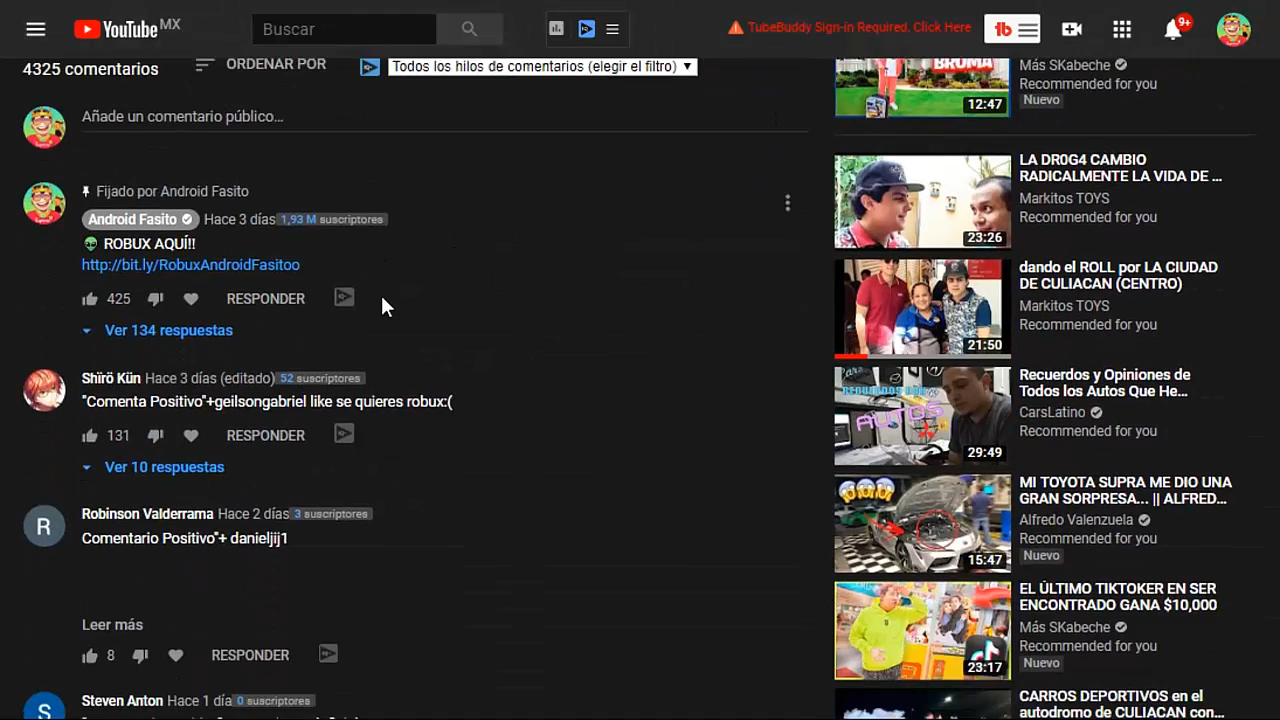 YouTube MX
Buscar
TubeBuddy Sign-in Required. Click Here
tb
9+
4325 comentarios
ORDENAR POR
Todos los hilos de comentarios (elegir el filtro)
Añade un comentario público...
Fijado por Android Fasito
Android Fasito Hace 3 días 1,93 M suscriptores
👽 ROBUX AQUÍ!!
http://bit.ly/RobuxAndroidFasitoo
425 RESPONDER
Ver 134 respuestas
Shïrö Kün Hace 3 días (editado) 52 suscriptores
"Comenta Positivo"+geilsongabriel like se quieres robux:(
131 RESPONDER
Ver 10 respuestas
R
Robinson Valderrama Hace 2 días 3 suscriptores
Comentario Positivo"+ danieljij1
Leer más
8 RESPONDER
S
Steven Anton Hace 1 día 0 suscriptores
BROMA
12:47
Más SKabeche
Recommended for you
Nuevo
23:26
LA DR0G4 CAMBIO
RADICALMENTE LA VIDA DE ...
Markitos TOYS
Recommended for you
21:50
dando el ROLL por LA CIUDAD
DE CULIACAN (CENTRO)
Markitos TOYS
Recommended for you
RECUERDOS CON
AUTOS
29:49
Recuerdos y Opiniones de
Todos los Autos Que He...
CarsLatino
Recommended for you
15:47
MI TOYOTA SUPRA ME DIO UNA
GRAN SORPRESA... || ALFRED...
Alfredo Valenzuela
Recommended for you
Nuevo
23:17
EL ÚLTIMO TIKTOKER EN SER
ENCONTRADO GANA $10,000
Más SKabeche
Recommended for you
Nuevo
CARROS DEPORTIVOS en el
autodromo de CULIACAN con...